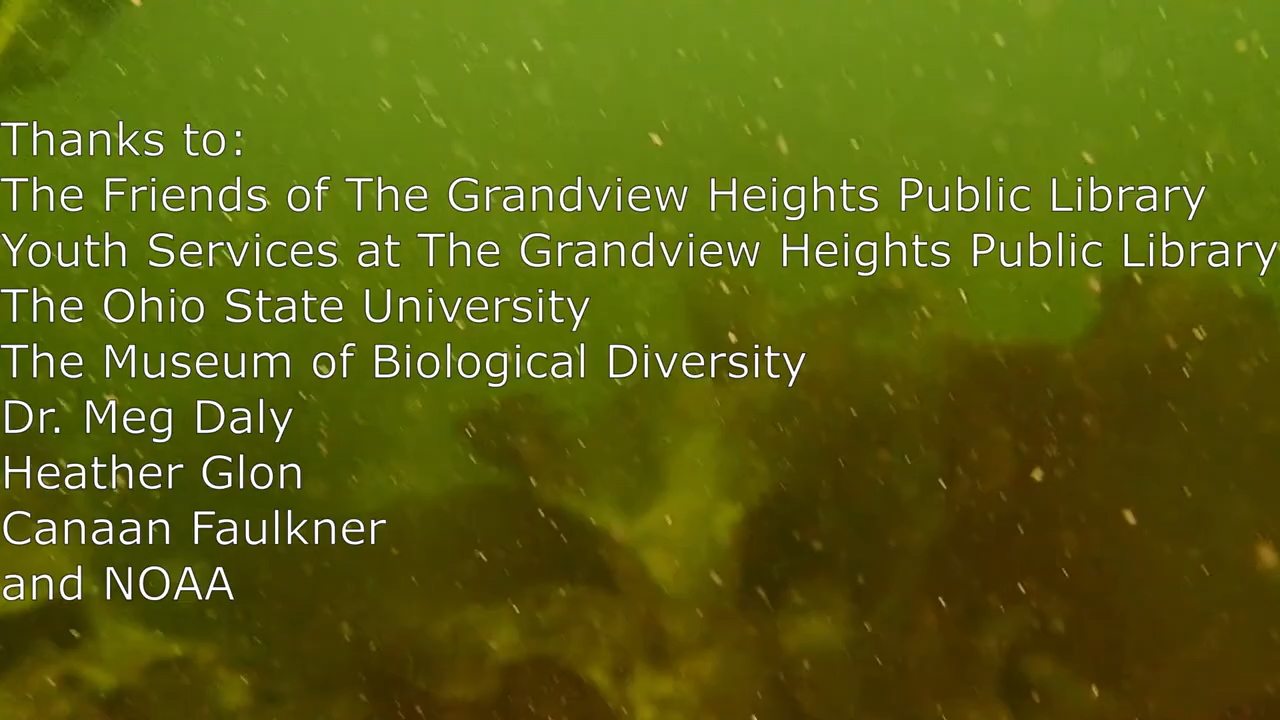 Thanks to:
The Friends of The Grandview Heights Public Library
Youth Services at The Grandview Heights Public Library
The Ohio State University
The Museum of Biological Diversity
Dr. Meg Daly
Heather Glon
Canaan Faulkner
and NOAA